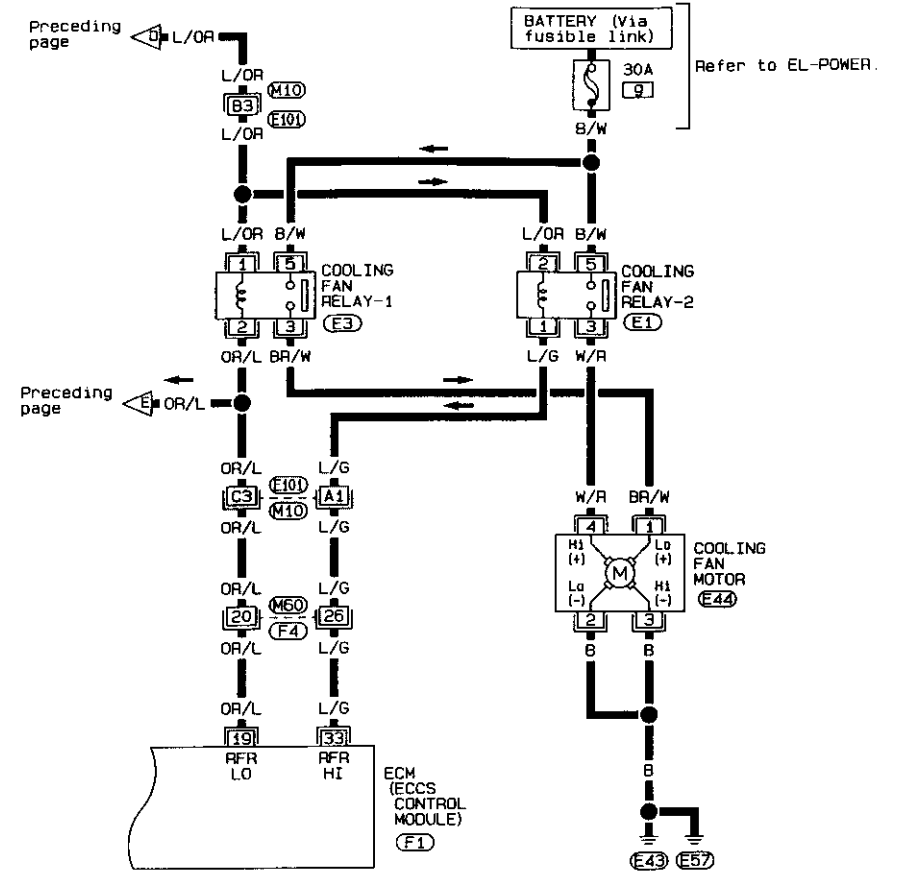 BATTERY (Via
fusible link)
Preceding
page
D
L/OR
Refer to EL-POWER.
30A
g
L/OR
M10
B3
E101
L/OR
B/W
L/OR
B/W
L/OR
B/W
1
5
2
5
COOLING
FAN
RELAY-1
E3
COOLING
FAN
RELAY-2
E1
2
3
1
3
OR/L
BR/W
L/G
W/R
Preceding
page
E
OR/L
OR/L
L/G
C3
E101
M10
A1
OR/L
L/G
W/R
BR/W
4
1
Hi
(+)
Lo
(+)
M
Lo
(-)
Hi
(-)
COOLING
FAN
MOTOR
E44
2
3
OR/L
L/G
20
M60
F4
26
OR/L
L/G
B
B
OR/L
L/G
19
33
RFR
LO
RFR
HI
ECM
(ECCS
CONTROL
MODULE)
F1
B
E43
E57